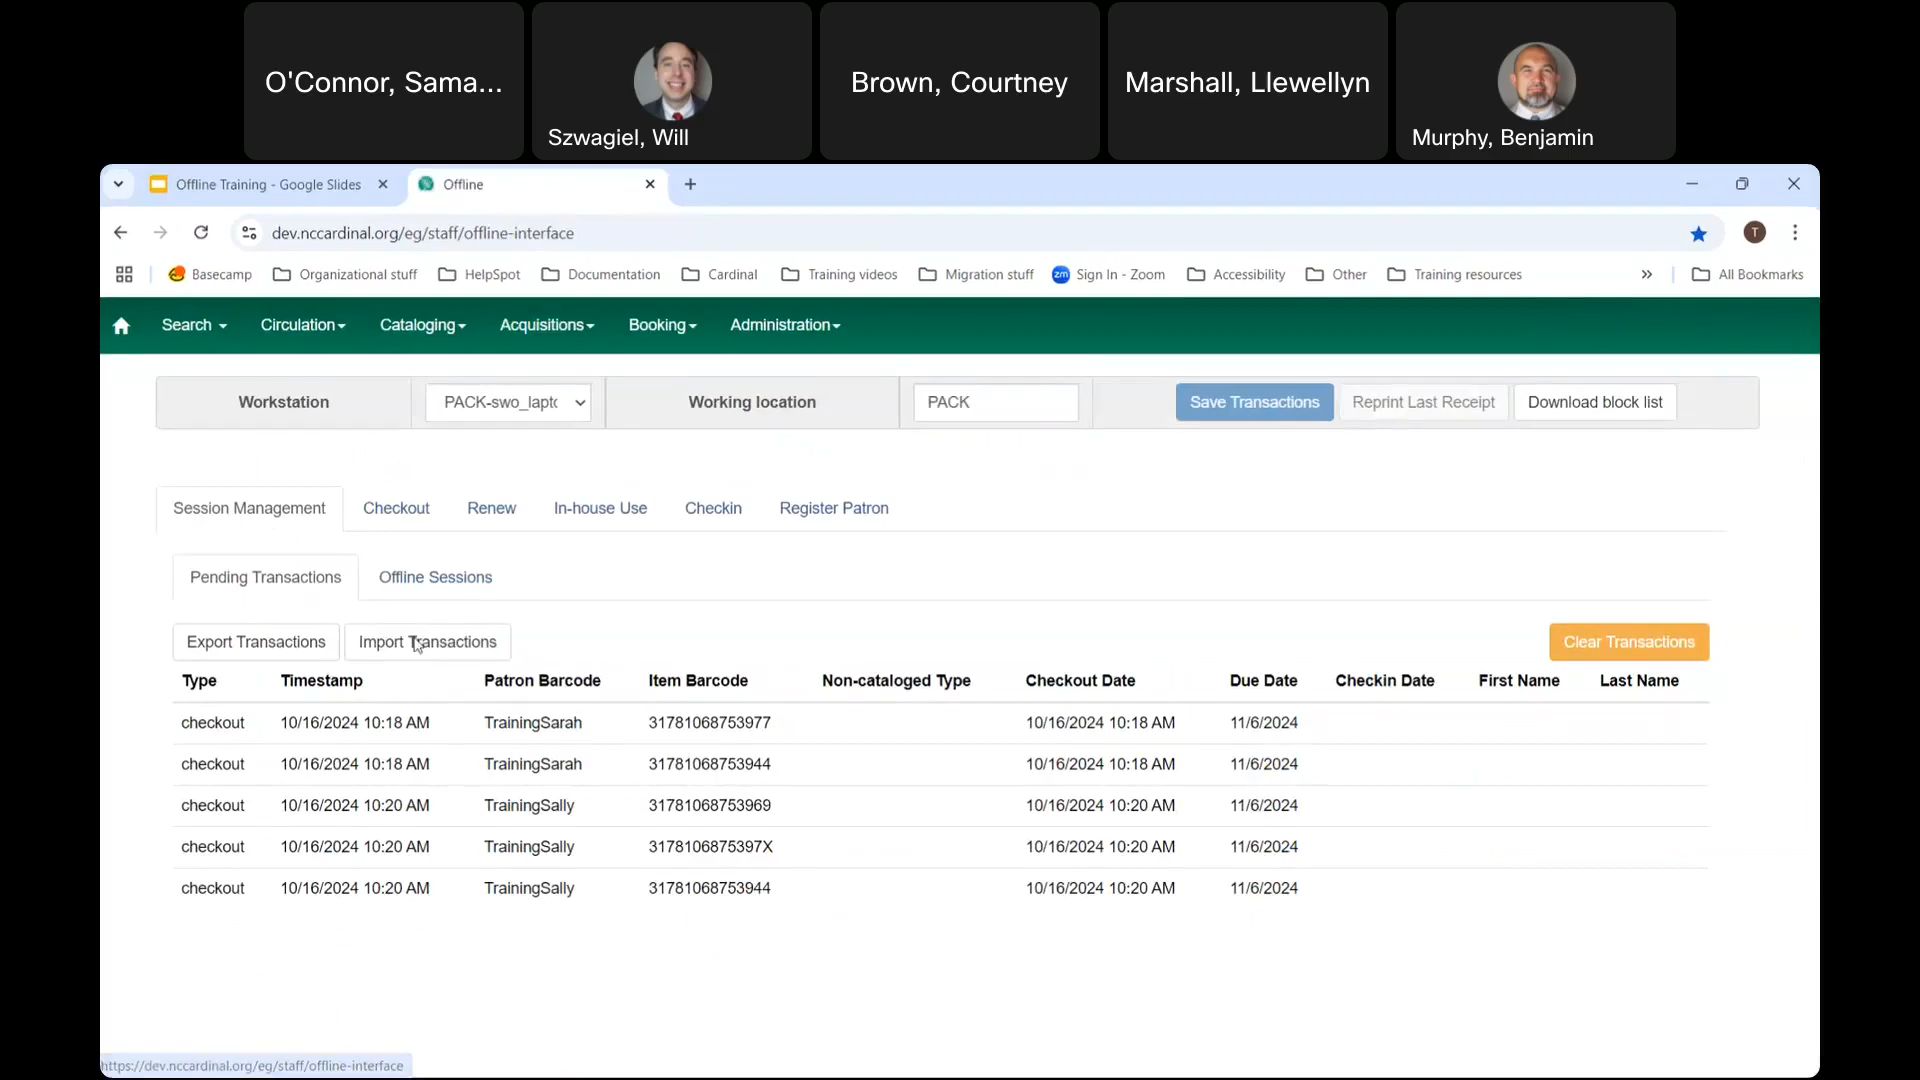 O'Connor, Sama...
Szwagiel, Will
Brown, Courtney
Marshall, Llewellyn
Murphy, Benjamin
Offline Training - Google Slides
Offline
dev.nccardinal.org/eg/staff/offline-interface
T
Basecamp
Organizational stuff
HelpSpot
Documentation
Cardinal
Training videos
Migration stuff
zm
Sign In - Zoom
Accessibility
Other
Training resources
All Bookmarks
Search
Circulation
Cataloging
Acquisitions
Booking
Administration
Workstation
PACK-swo_lapto
Working location
PACK
Save Transactions
Reprint Last Receipt
Download block list
Session Management
Checkout
Renew
In-house Use
Checkin
Register Patron
Pending Transactions
Offline Sessions
Export Transactions
Import Transactions
Clear Transactions
Type Timestamp Patron Barcode Item Barcode Non-cataloged Type Checkout Date Due Date Checkin Date First Name Last Name
checkout 10/16/2024 10:18 AM TrainingSarah 31781068753977 10/16/2024 10:18 AM 11/6/2024
checkout 10/16/2024 10:18 AM TrainingSarah 31781068753944 10/16/2024 10:18 AM 11/6/2024
checkout 10/16/2024 10:20 AM TrainingSally 31781068753969 10/16/2024 10:20 AM 11/6/2024
checkout 10/16/2024 10:20 AM TrainingSally 3178106875397X 10/16/2024 10:20 AM 11/6/2024
checkout 10/16/2024 10:20 AM TrainingSally 31781068753944 10/16/2024 10:20 AM 11/6/2024
https://dev.nccardinal.org/eg/staff/offline-interface